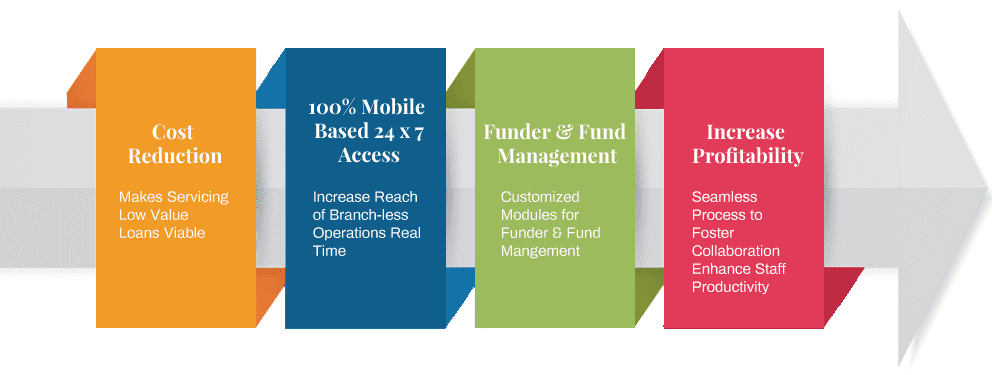 Cost
Reduction
Makes Servicing
Low Value
Loans Viable
100% Mobile
Based 24 x 7
Access
Increase Reach
of Branch-less
Operations Real
Time
Funder & Fund
Management
Customized
Modules for
Funder & Fund
Mangement
Increase
Profitability
Seamless
Process to
Foster
Collaboration
Enhance Staff
Productivity